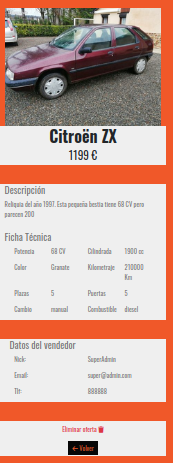 Citroën ZX
1199 €
Descripción
Reliquia del año 1997. Esta pequeña bestia tiene 68 CV pero
parecen 200
Ficha Técnica
Potencia 68 CV Cilindrada 1900 cc
Color Granate Kilometraje 210000
Km
Plazas 5 Puertas 5
Cambio manual Combustible diesel
Datos del vendedor
Nick: SuperAdmin
Email: super@admin.com
Tlf: 888888
Eliminar oferta
Volver